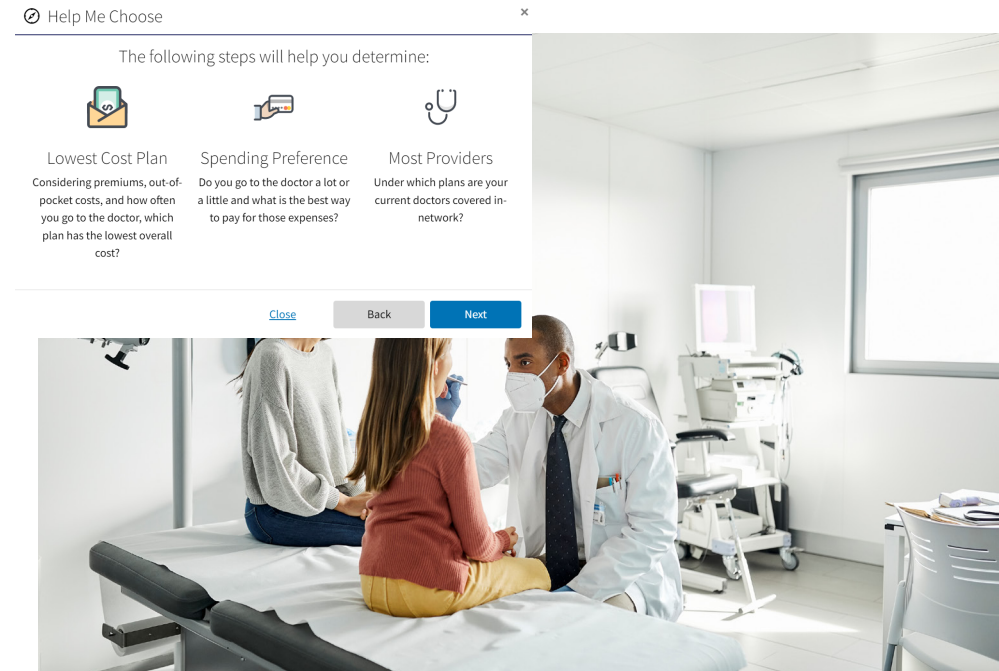 Help Me Choose
×
The following steps will help you determine:
Lowest Cost Plan
Considering premiums, out-of-
pocket costs, and how often
you go to the doctor, which
plan has the lowest overall
cost?
Spending Preference
Do you go to the doctor a lot or
a little and what is the best way
to pay for those expenses?
Most Providers
Under which plans are your
current doctors covered in-
network?
Close
Back
Next